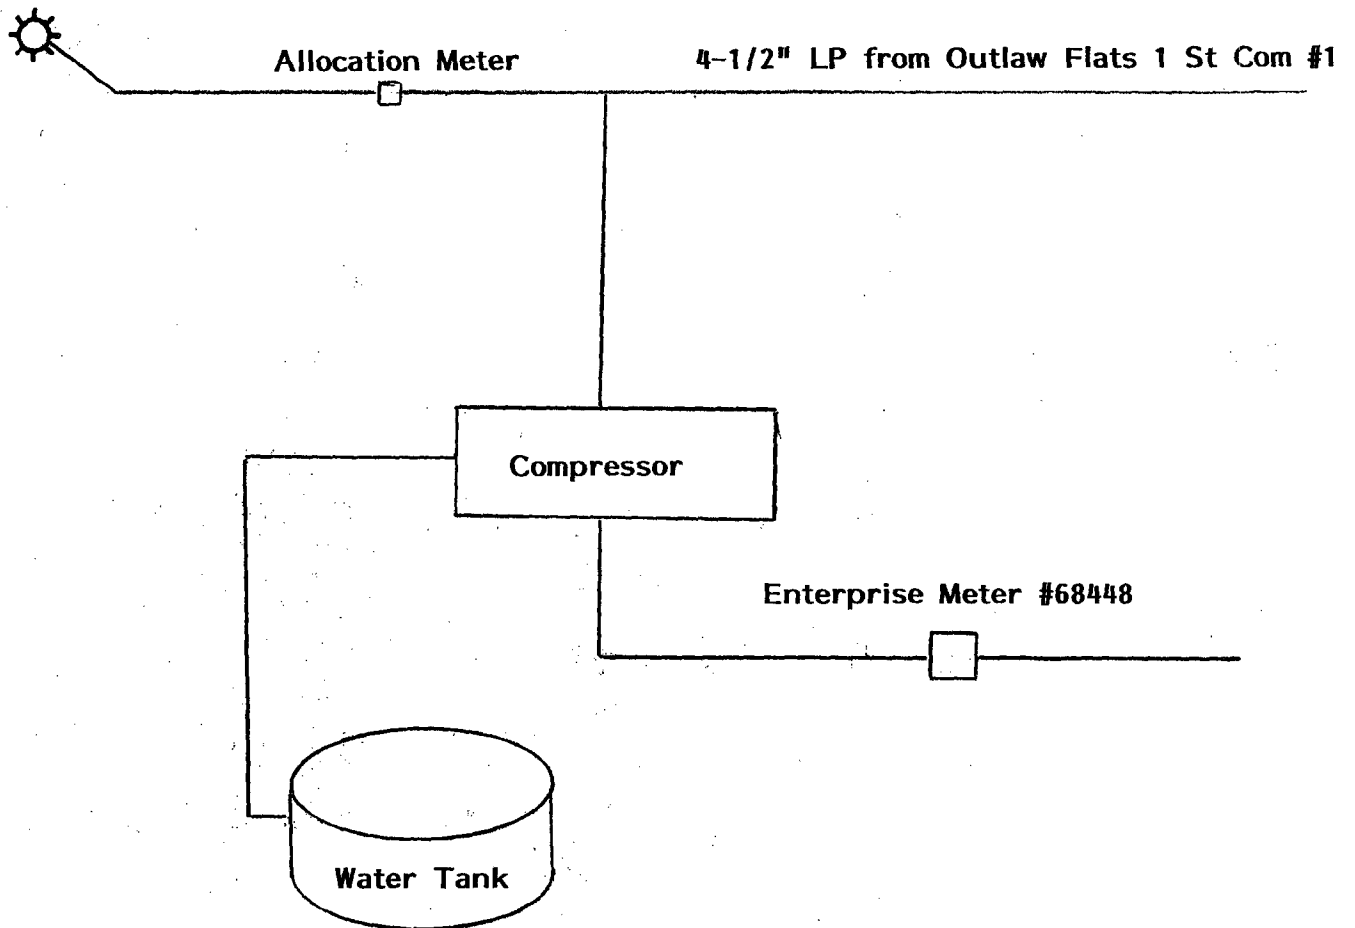 Allocation Meter
4-1/2" LP from Outlaw Flats 1 St Com #1
Compressor
Enterprise Meter #68448
Water Tank